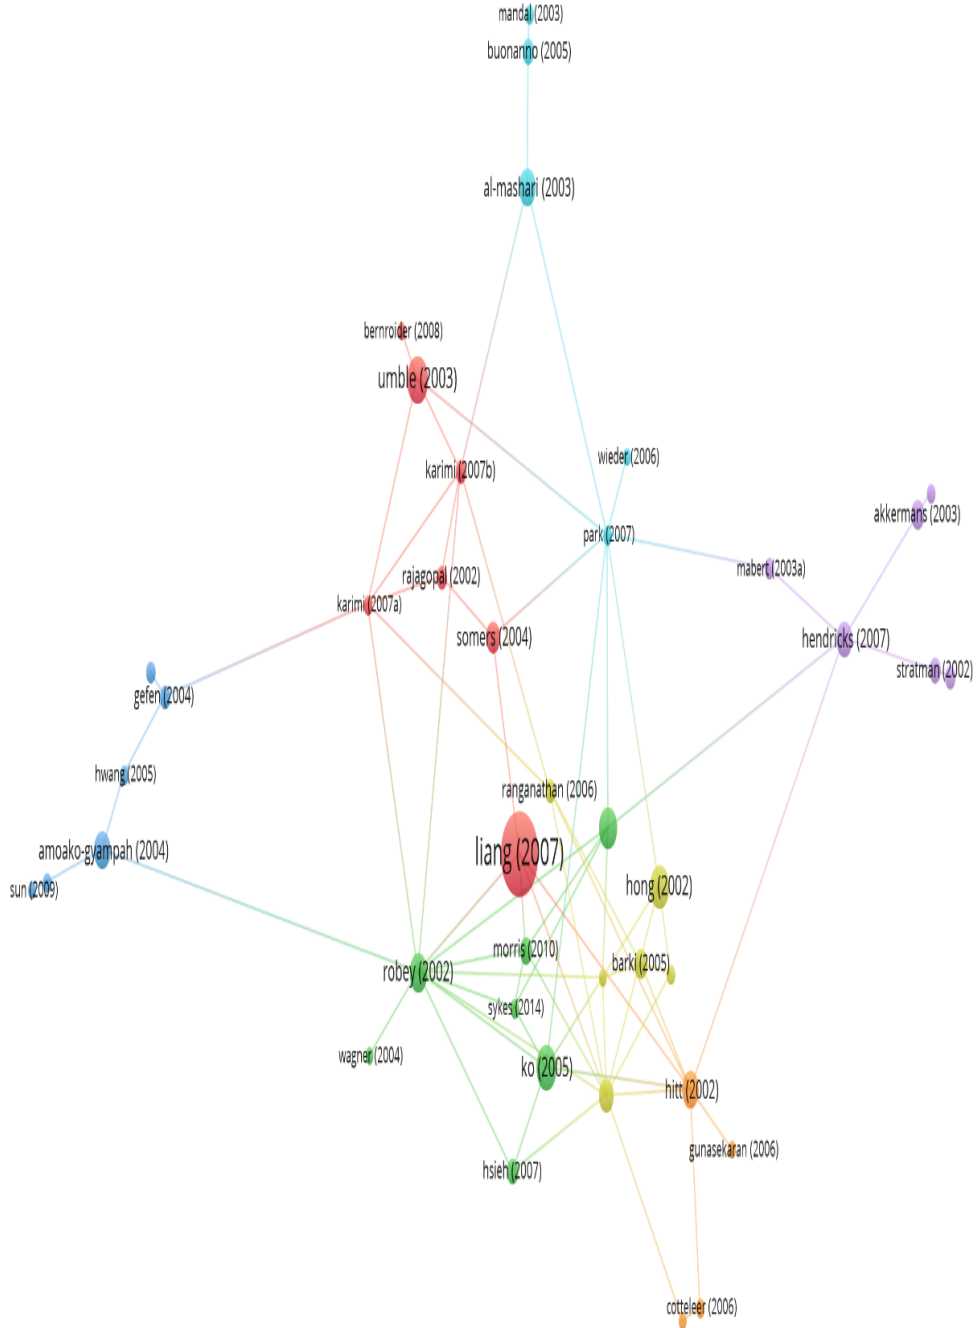 mandal (2003)
buonanno (2005)
al-mashari (2003)
bernroider (2008)
umble (2003)
karimi (2007b)
wieder (2006)
akkermans (2003)
park (2007)
mabert (2003a)
rajagopal (2002)
karimi (2007a)
somers (2004)
hendricks (2007)
stratman (2002)
gefen (2004)
hwang (2005)
ranganathan (2006)
amoako-gyampah (2004)
liang (2007)
sun (2009)
hong (2002)
morris (2010)
barki (2005)
robey (2002)
sykes (2014)
wagner (2004)
ko (2005)
hitt (2002)
gunasekaran (2006)
hsieh (2007)
cotteleer (2006)